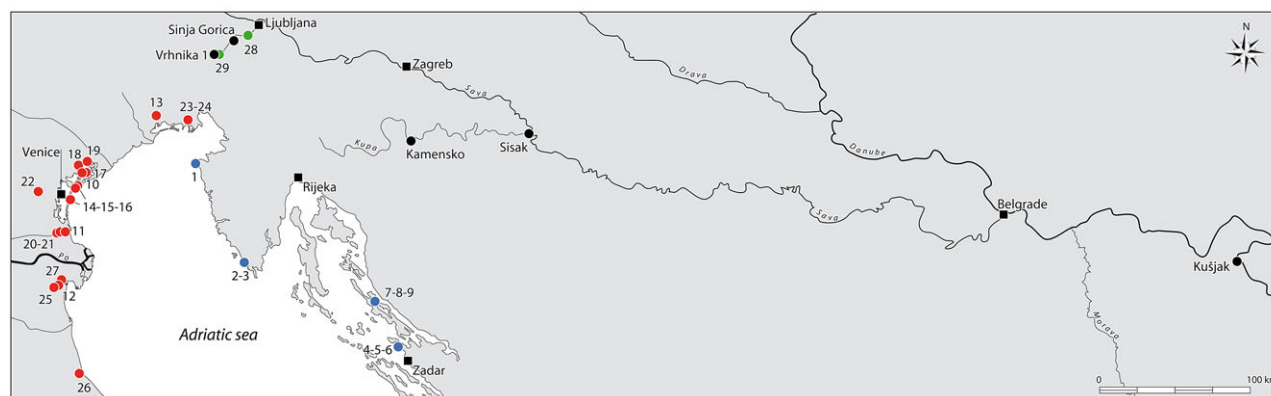 Ljubljana
Sinja Gorica
28
Vrhnika 1
29
N
Zagreb
Sava
Drava
13
23-24
Kupa
Kamensko
Sisak
Danube
Venice
18
19
17
1
22
10
Rijeka
14-15-16
Sava
Belgrade
20-21
11
Po
2-3
Kušjak
27
25
12
7-8-9
Morava
Adriatic sea
4-5-6
Zadar
26
0
100 km